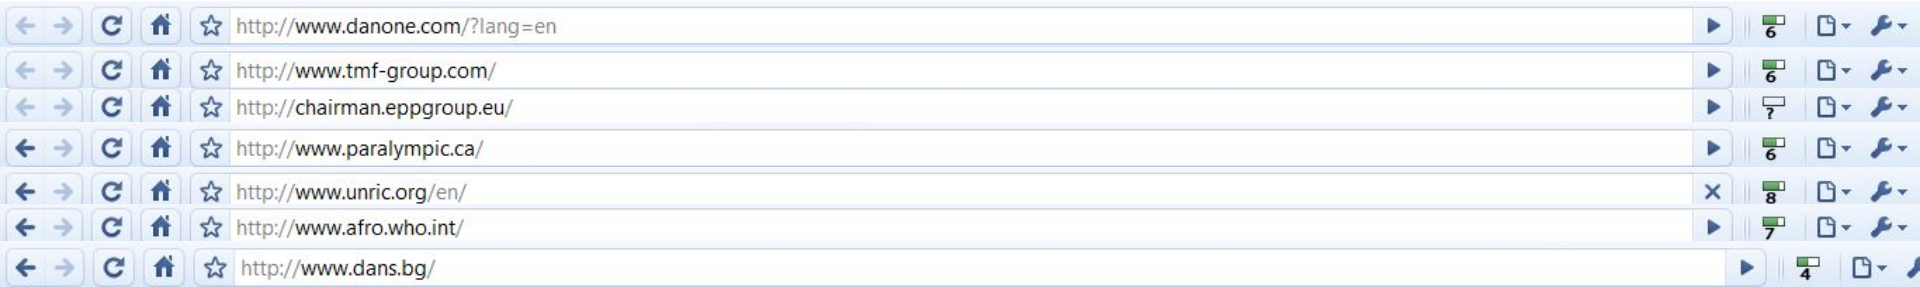 http://www.danone.com/?lang=en 6
http://www.tmf-group.com/ 6
http://chairman.eppgroup.eu/ ?
http://www.paralympic.ca/ 6
http://www.unric.org/en/ 8
http://www.afro.who.int/ 7
http://www.dans.bg/ 4